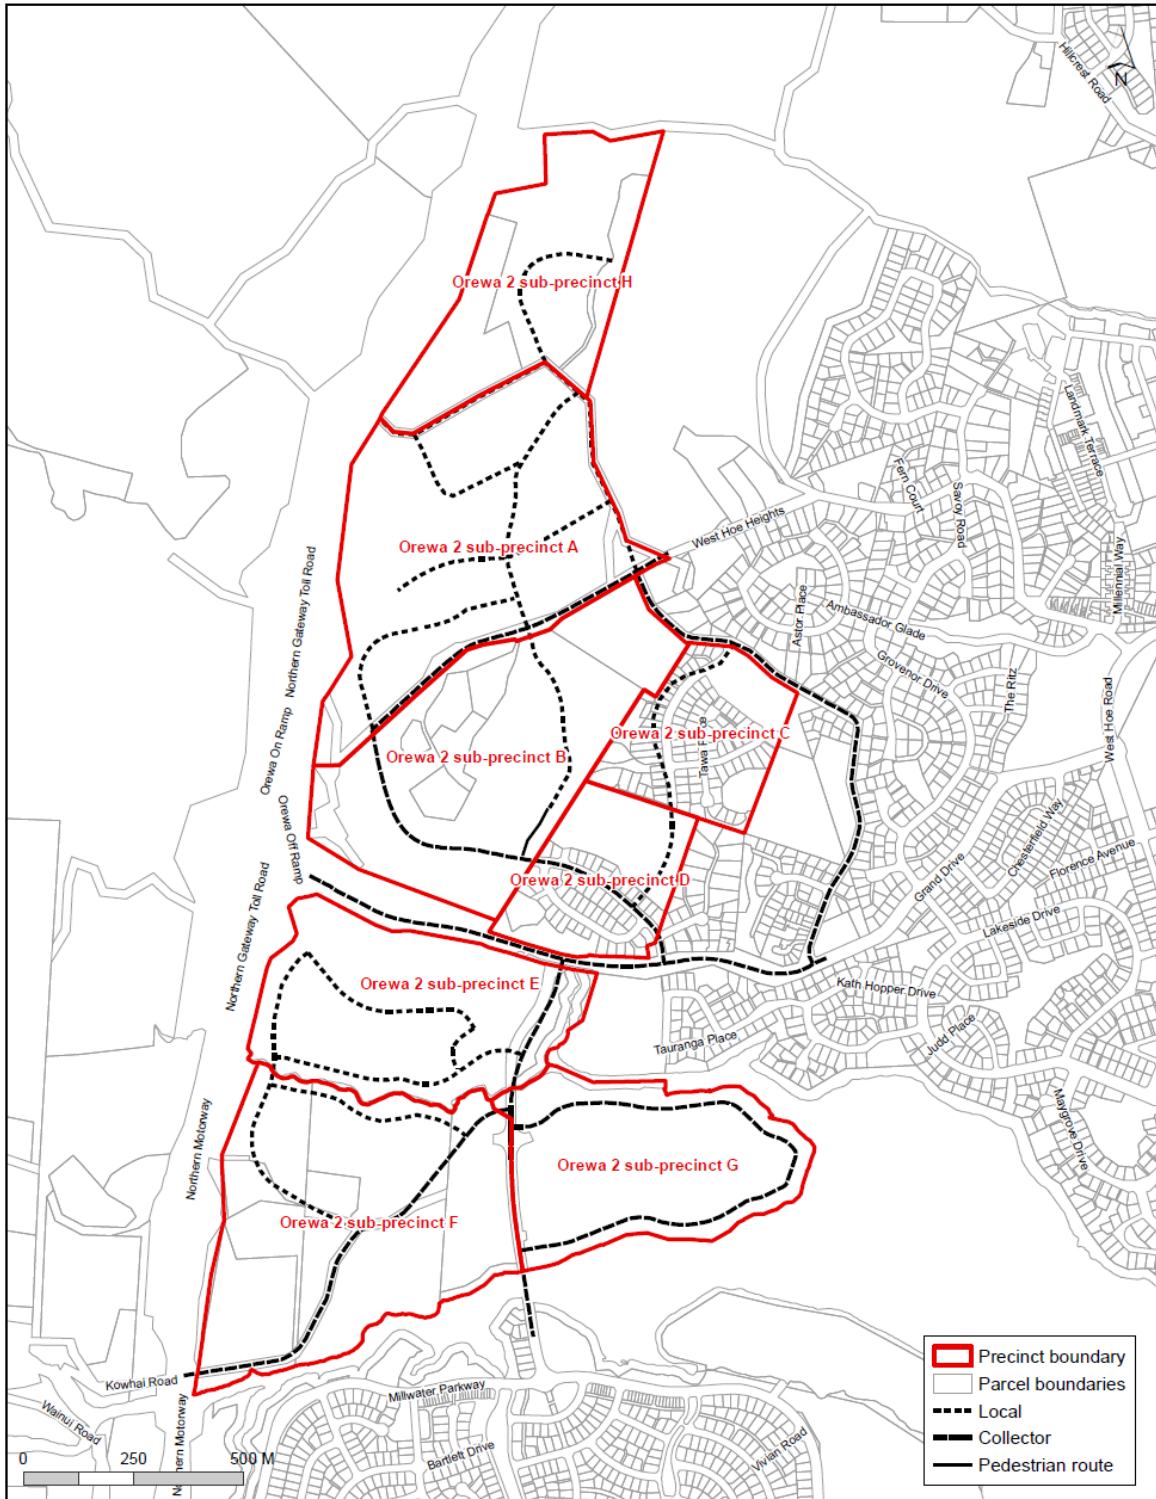 Hillcrest Road
N
Orewa 2 sub-precinct H
Landmark Terrace
Fern Court
Savoy Road
West Hoe Heights
Orewa 2 sub-precinct A
Millennial Way
Northern Gateway Toll Road
Astor Place
Ambassador Glade
Grovenor Drive
The Ritz
West Hoe Road
Orewa On Ramp
Orewa 2 sub-precinct C
Tawa Place
Orewa 2 sub-precinct B
Orewa Off Ramp
Chesterfield Way
Florence Avenue
Grand Drive
Orewa 2 sub-precinct D
Lakeside Drive
Northern Gateway Toll Road
Orewa 2 sub-precinct E
Kath Hopper Drive
Tauranga Place
Judd Place
Maygrove Drive
Northern Motorway
Orewa 2 sub-precinct G
Orewa 2 sub-precinct F
Kowhai Road
Millwater Parkway
Wainui Road
Bartlett Drive
Vivian Road
0 250 500 M
Precinct boundary
Parcel boundaries
Local
Collector
Pedestrian route